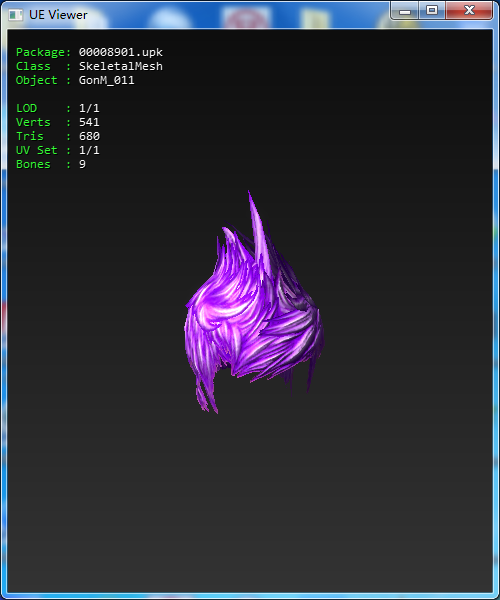 UE Viewer
Package: 00008901.upk
Class : SkeletalMesh
Object : GonM_011
LOD : 1/1
Verts : 541
Tris : 680
UV Set : 1/1
Bones : 9